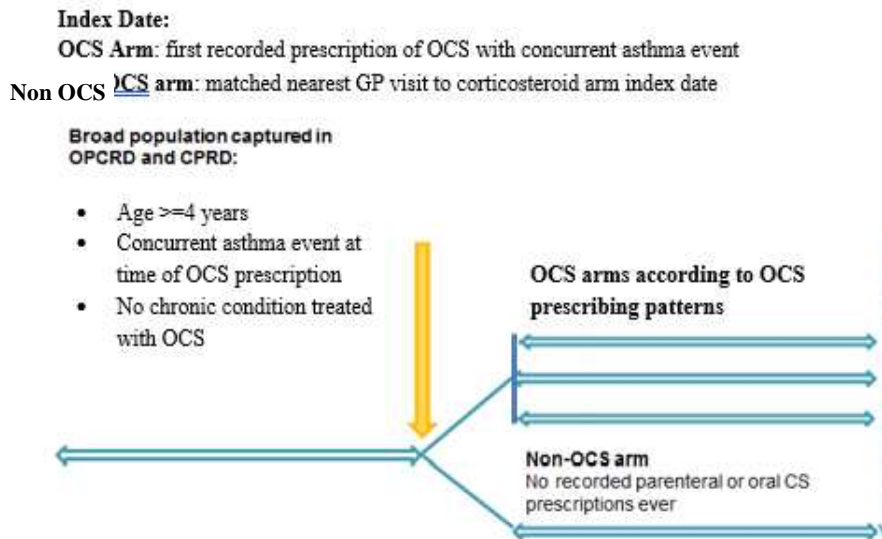 Index Date:
OCS Arm: first recorded prescription of OCS with concurrent asthma event
Non OCS CS arm: matched nearest GP visit to corticosteroid arm index date
Broad population captured in
OPCRD and CPRD:
• Age >=4 years
• Concurrent asthma event at
time of OCS prescription
• No chronic condition treated
with OCS
OCS arms according to OCS
prescribing patterns
Non-OCS arm
No recorded parenteral or oral CS
prescriptions ever